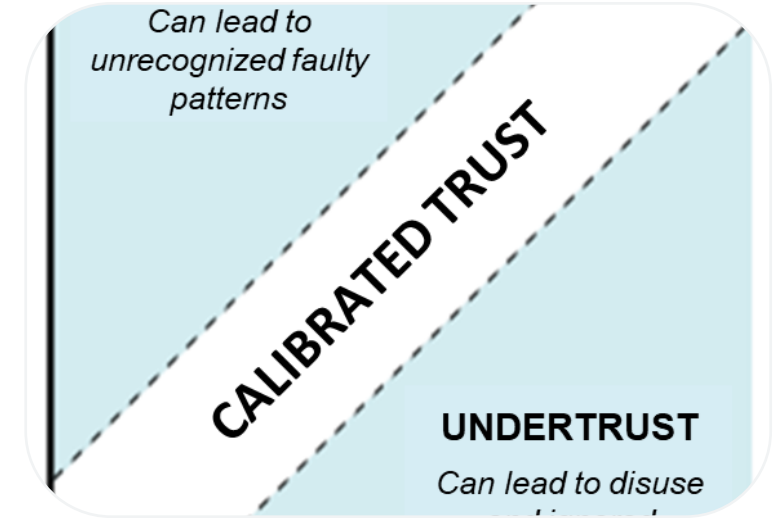 Can lead to
unrecognized faulty
patterns
CALIBRATED TRUST
UNDERTRUST
Can lead to disuse